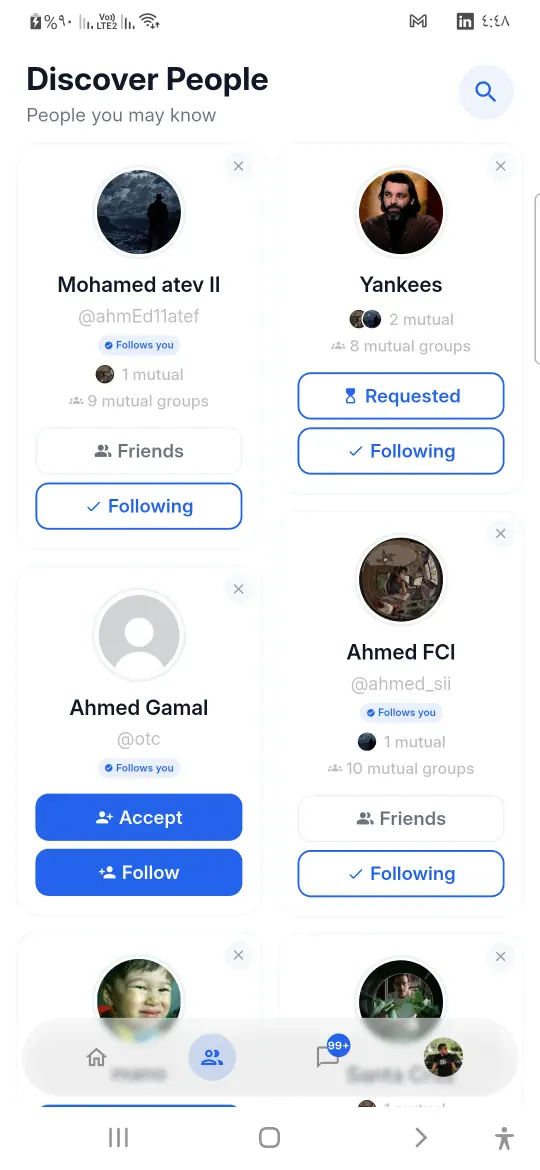 %٩٠ Vo)) LTE2 ٤:٤٨
Discover People
People you may know
Mohamed atev II
@ahmEd11atef
Follows you
1 mutual
9 mutual groups
Friends
Following
Yankees
2 mutual
8 mutual groups
Requested
Following
Ahmed Gamal
@otc
Follows you
Accept
Follow
Ahmed FCI
@ahmed_sii
Follows you
1 mutual
10 mutual groups
Friends
Following
mano
99+